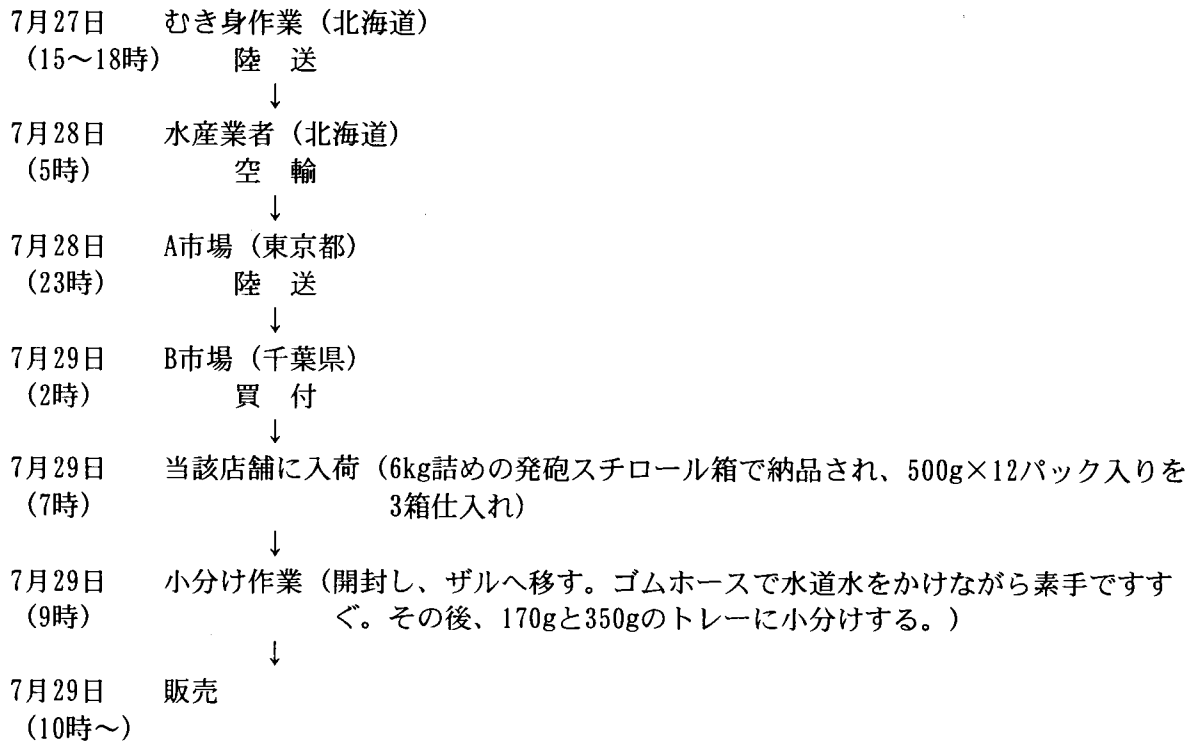 7月27日　むき身作業（北海道）
（15～18時）　陸　送
↓
7月28日　水産業者（北海道）
（5時）　空　輸
↓
7月28日　A市場（東京都）
（23時）　陸　送
↓
7月29日　B市場（千葉県）
（2時）　買　付
↓
7月29日　当該店舗に入荷（6kg詰めの発砲スチロール箱で納品され、500g×12パック入りを
（7時）　3箱仕入れ）
↓
7月29日　小分け作業（開封し、ザルへ移す。ゴムホースで水道水をかけながら素手ですす
（9時）　ぐ。その後、170gと350gのトレーに小分けする。）
↓
7月29日　販売
（10時～）